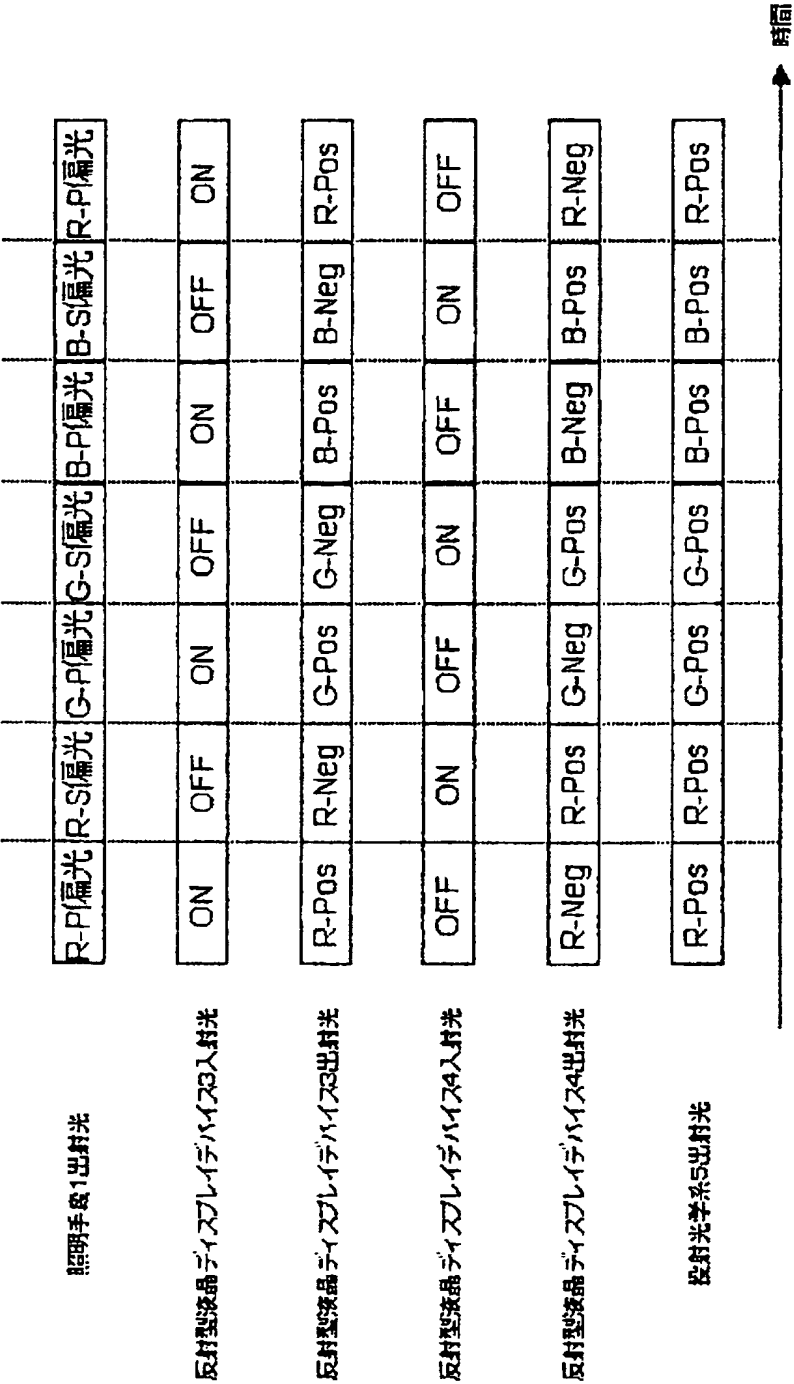 照明手段1出射光
R-P偏光 R-S偏光 G-P偏光 G-S偏光 B-P偏光 B-S偏光 R-P偏光
反射型液晶ディスプレイデバイス3入射光
ON OFF ON OFF ON OFF ON
反射型液晶ディスプレイデバイス3出射光
R-Pos R-Neg G-Pos G-Neg B-Pos B-Neg R-Pos
反射型液晶ディスプレイデバイス4入射光
OFF ON OFF ON OFF ON OFF
反射型液晶ディスプレイデバイス4出射光
R-Neg R-Pos G-Neg G-Pos B-Neg B-Pos R-Neg
投射光学系5出射光
R-Pos R-Pos G-Pos G-Pos B-Pos B-Pos R-Pos
時間